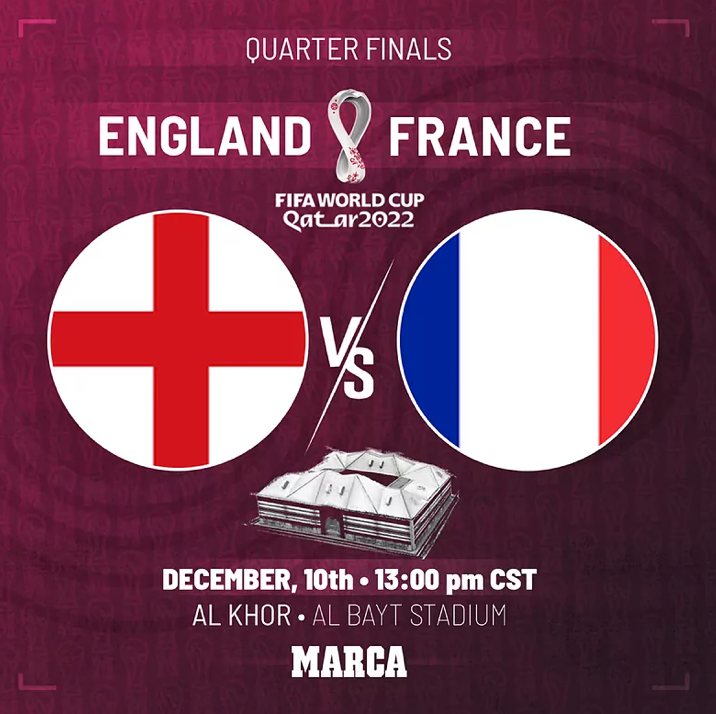 QUARTER FINALS
ENGLAND FRANCE
FIFA WORLD CUP
Qatar2022
VS
DECEMBER, 10th • 13:00 pm CST
AL KHOR • AL BAYT STADIUM
MARCA